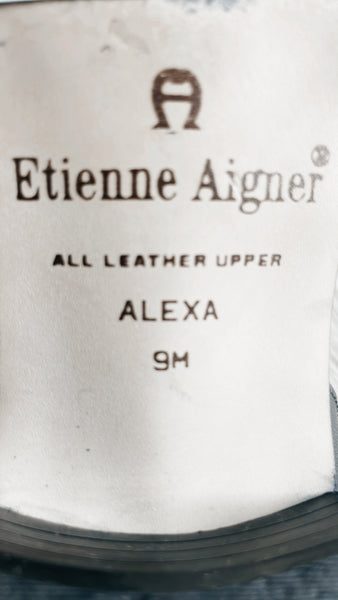 A
Etienne Aigner®
ALL LEATHER UPPER
ALEXA
9M